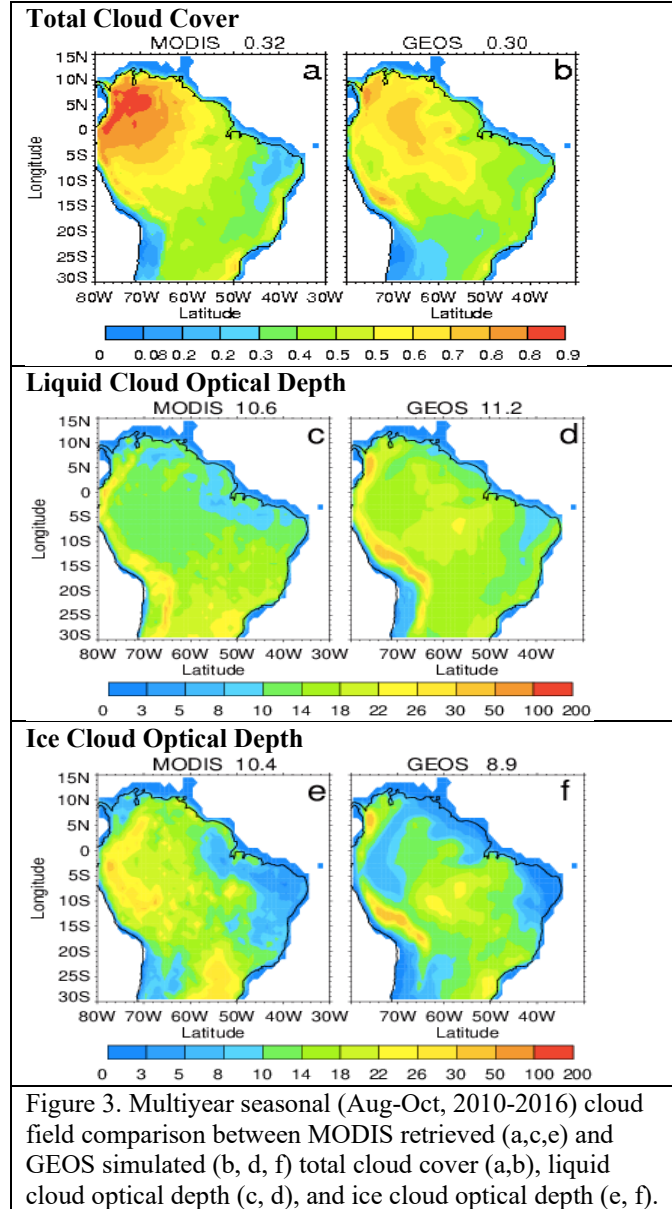 Total Cloud Cover
MODIS 0.32 GEOS 0.30
a b
15N
10N
5N
0
5S
10S
15S
20S
25S
30S
Longitude
80W 70W 60W 50W 40W 30W 70W 60W 50W 40W
Latitude Latitude
0 0.08 0.2 0.2 0.3 0.4 0.5 0.6 0.7 0.8 0.8 0.9
Liquid Cloud Optical Depth
MODIS 10.6 GEOS 11.2
c d
15N
10N
5N
0
5S
10S
15S
20S
25S
30S
Longitude
80W 70W 60W 50W 40W 30W 70W 60W 50W 40W
Latitude Latitude
0 3 5 8 10 14 18 22 26 30 50 100 200
Ice Cloud Optical Depth
MODIS 10.4 GEOS 8.9
e f
15N
10N
5N
0
5S
10S
15S
20S
25S
30S
Longitude
80W 70W 60W 50W 40W 30W 70W 60W 50W 40W
Latitude Latitude
0 3 5 8 10 14 18 22 26 30 50 100 200
Figure 3. Multiyear seasonal (Aug-Oct, 2010-2016) cloud
field comparison between MODIS retrieved (a,c,e) and
GEOS simulated (b, d, f) total cloud cover (a,b), liquid
cloud optical depth (c, d), and ice cloud optical depth (e, f).